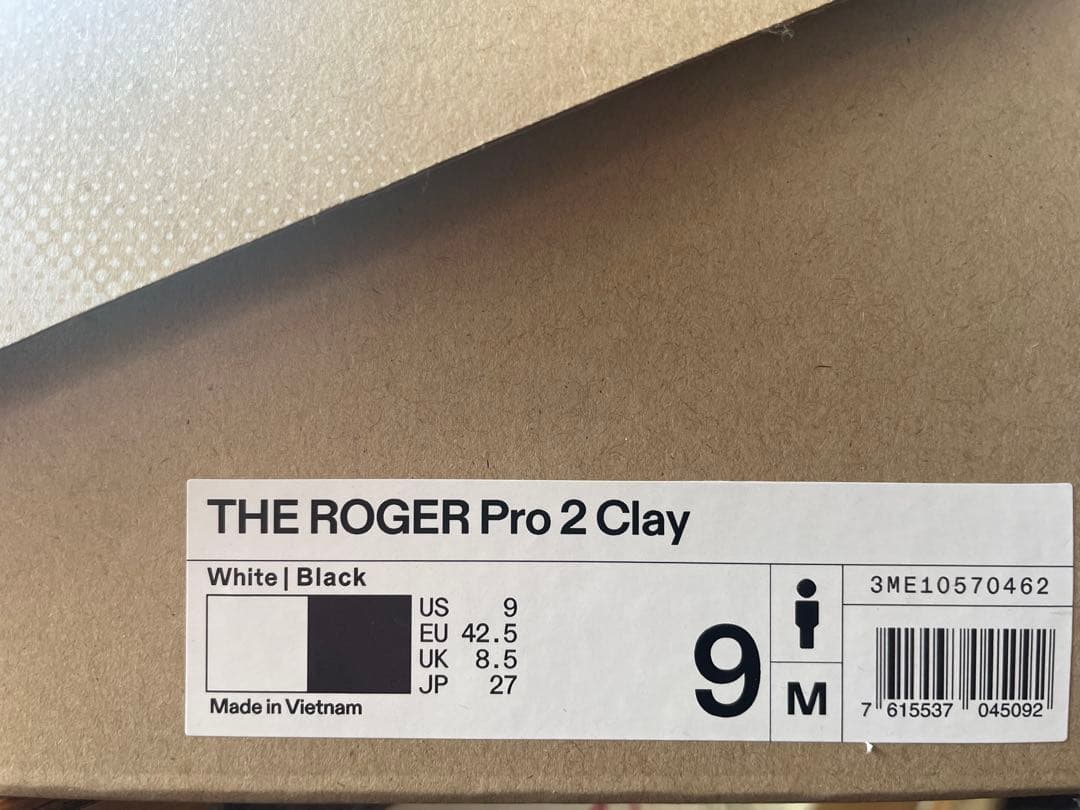 THE ROGER Pro 2 Clay
White | Black
US 9
EU 42.5
UK 8.5
JP 27
Made in Vietnam
9
M
3ME10570462
7 615537 045092